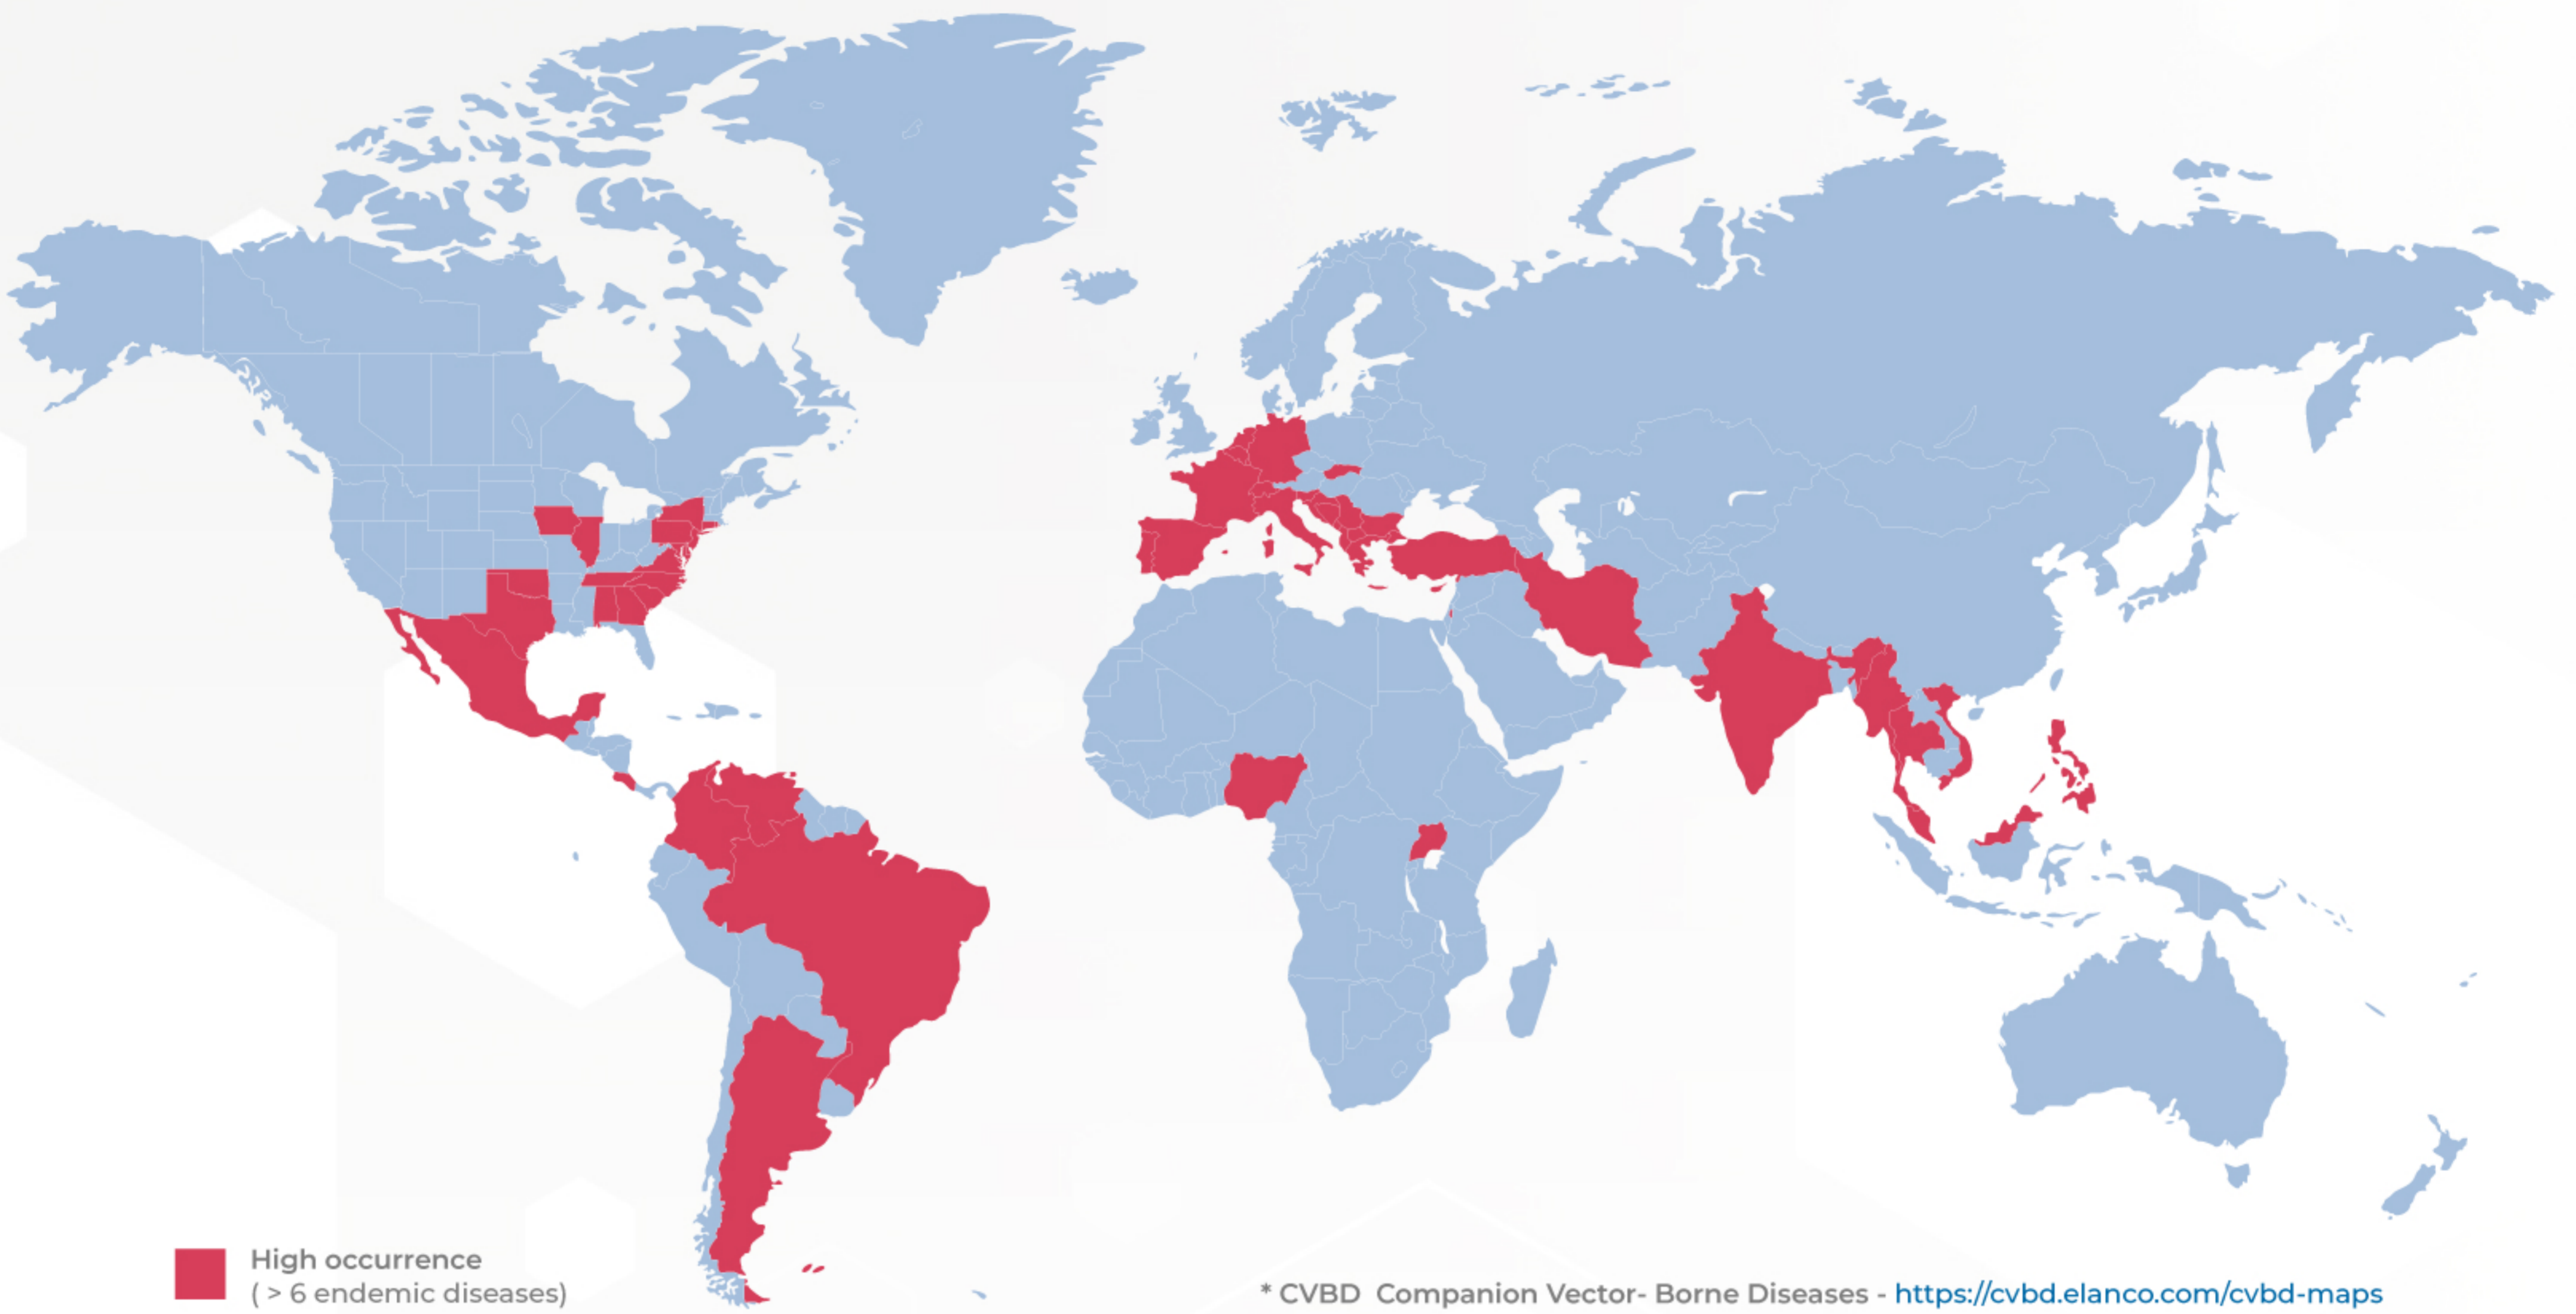 High occurrence
( > 6 endemic diseases)
* CVBD  Companion Vector- Borne Diseases - https://cvbd.elanco.com/cvbd-maps